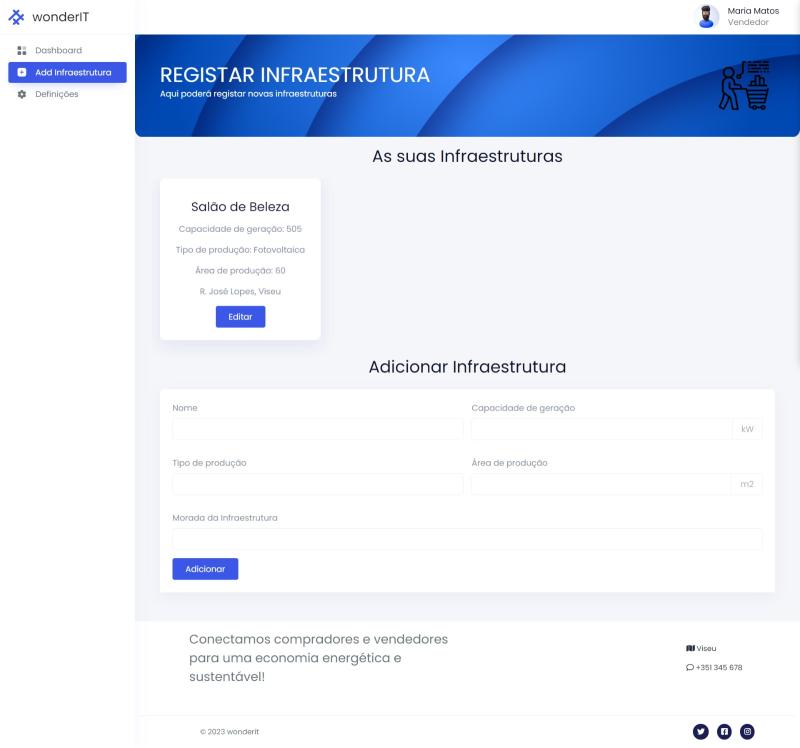 wonderIT
Maria Matos
Vendedor
Dashboard
Add Infraestrutura
Definições
REGISTAR INFRAESTRUTURA
Aqui poderá registar novas infraestruturas
As suas Infraestruturas
Salão de Beleza
Capacidade de geração: 505
Tipo de produção: Fotovoltaica
Área de produção: 60
R. José Lopes, Viseu
Editar
Adicionar Infraestrutura
Nome
Capacidade de geração
kW
Tipo de produção
Área de produção
m2
Morada da Infraestrutura
Adicionar
Conectamos compradores e vendedores
para uma economia energética e
sustentável!
Viseu
+351 345 678
© 2023 wonderit